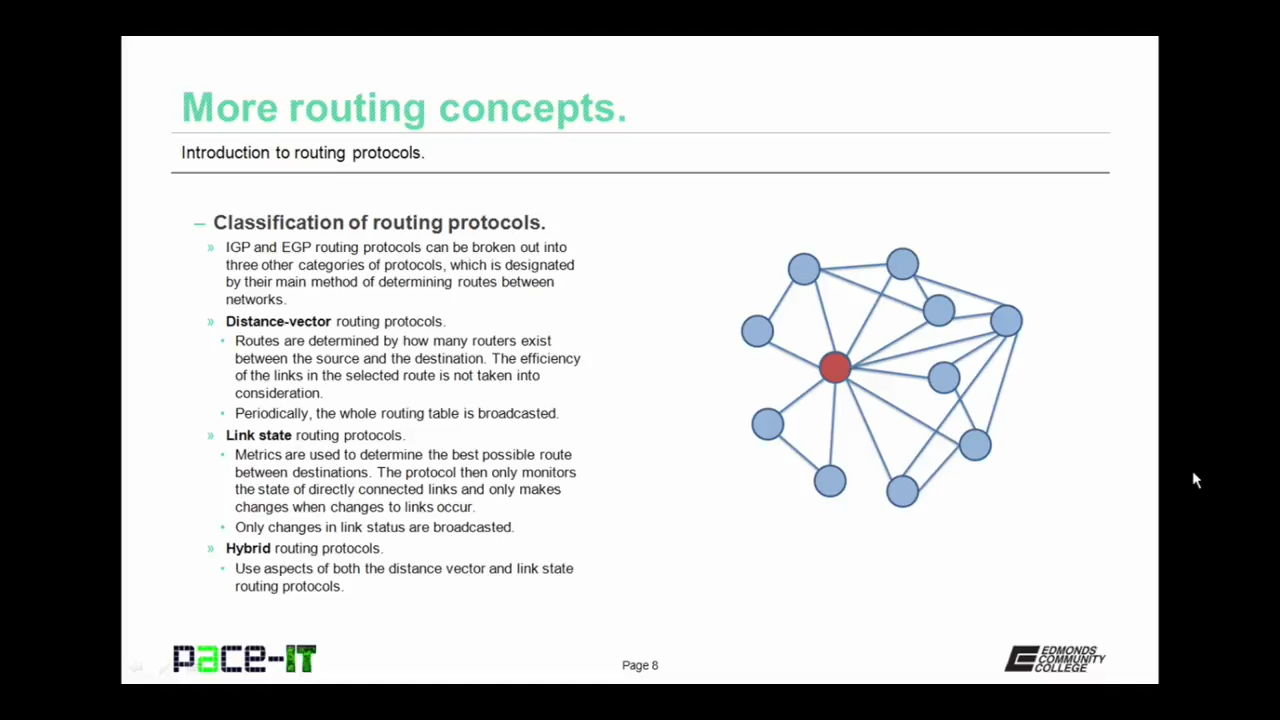 More routing concepts.
Introduction to routing protocols.
– Classification of routing protocols.
» IGP and EGP routing protocols can be broken out into
three other categories of protocols, which is designated
by their main method of determining routes between
networks.
» Distance-vector routing protocols.
• Routes are determined by how many routers exist
between the source and the destination. The efficiency
of the links in the selected route is not taken into
consideration.
• Periodically, the whole routing table is broadcasted.
» Link state routing protocols.
• Metrics are used to determine the best possible route
between destinations. The protocol then only monitors
the state of directly connected links and only makes
changes when changes to links occur.
• Only changes in link status are broadcasted.
» Hybrid routing protocols.
• Use aspects of both the distance vector and link state
routing protocols.
pace-IT
Page 8
EDMONDS
COMMUNITY
COLLEGE